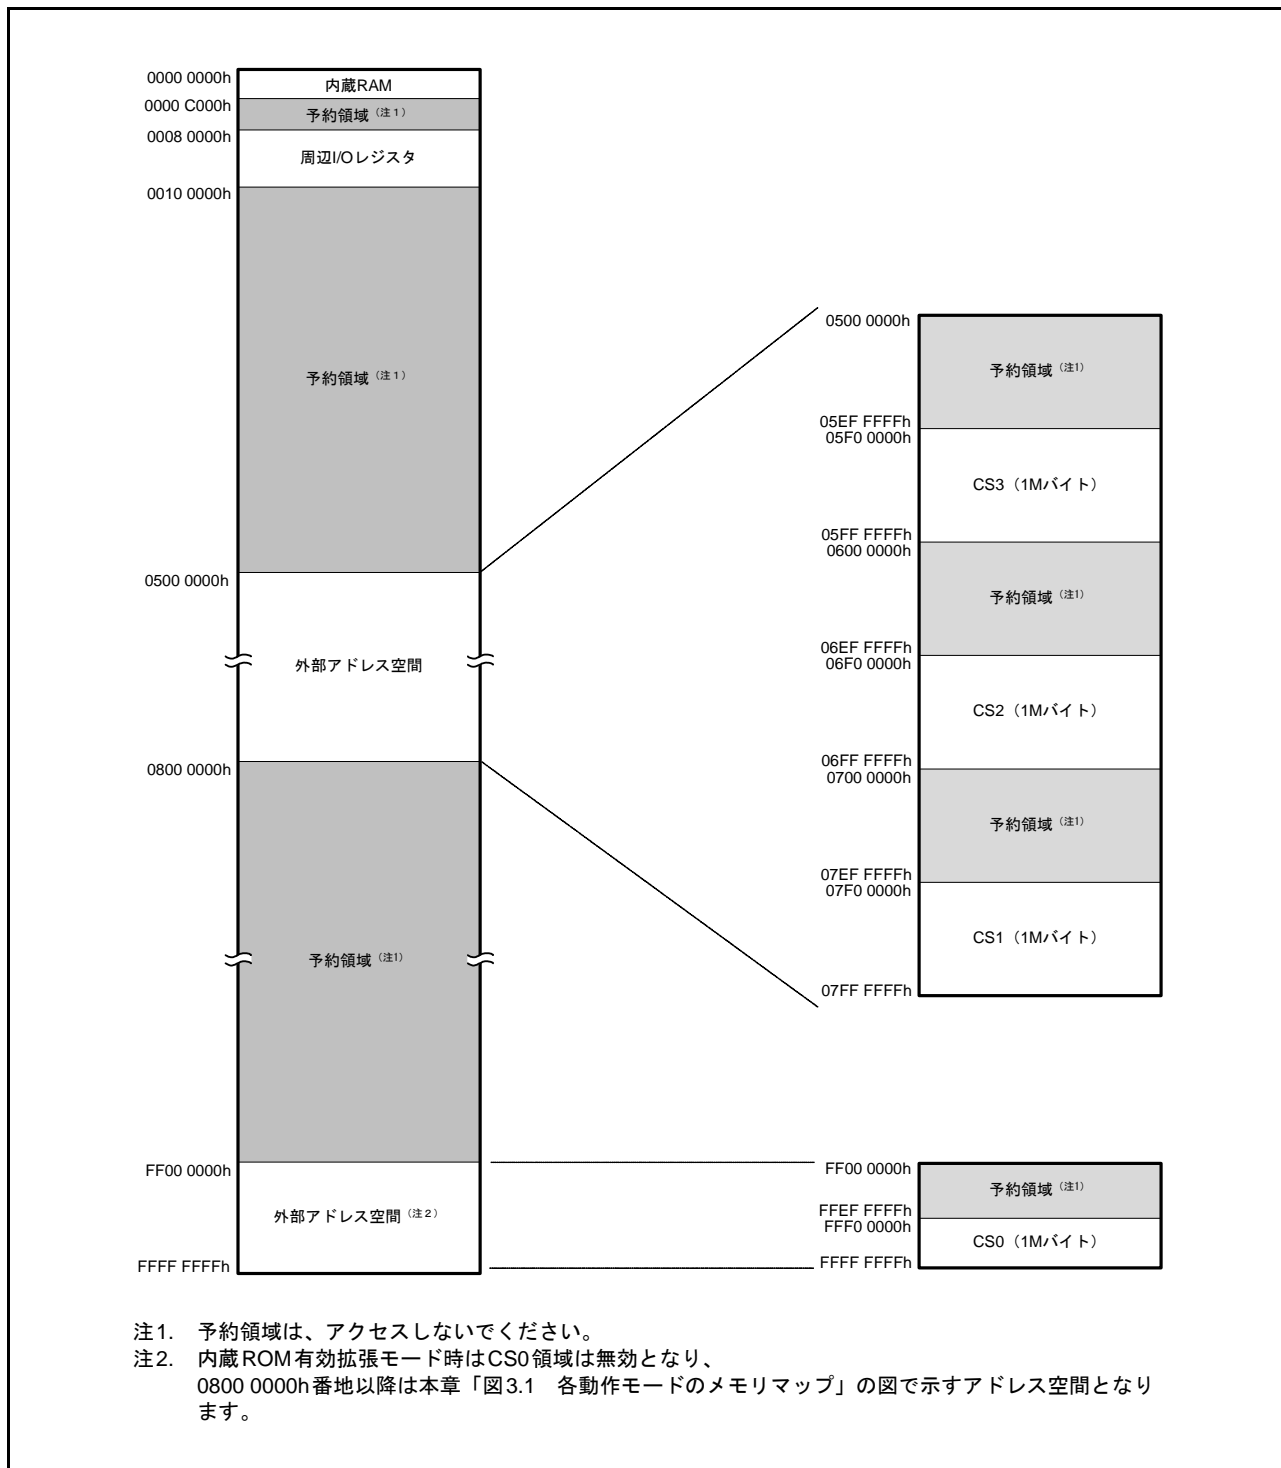 0000 0000h
内蔵RAM
0000 C000h
予約領域（注１）
0008 0000h
周辺I/Oレジスタ
0010 0000h
予約領域（注１）
0500 0000h
外部アドレス空間
0800 0000h
予約領域（注1）
FF00 0000h
外部アドレス空間（注２）
FFFF FFFFh
0500 0000h
予約領域（注1）
05EF FFFFh
05F0 0000h
CS3（1Mバイト）
05FF FFFFh
0600 0000h
予約領域（注1）
06EF FFFFh
06F0 0000h
CS2（1Mバイト）
06FF FFFFh
0700 0000h
予約領域（注1）
07EF FFFFh
07F0 0000h
CS1（1Mバイト）
07FF FFFFh
FF00 0000h
予約領域（注1）
FFEF FFFFh
FFF0 0000h
CS0（1Mバイト）
FFFF FFFFh
注1. 予約領域は、アクセスしないでください。
注2. 内蔵ROM有効拡張モード時はCS0領域は無効となり、
0800 0000h番地以降は本章「図3.1　各動作モードのメモリマップ」の図で示すアドレス空間となり
ます。